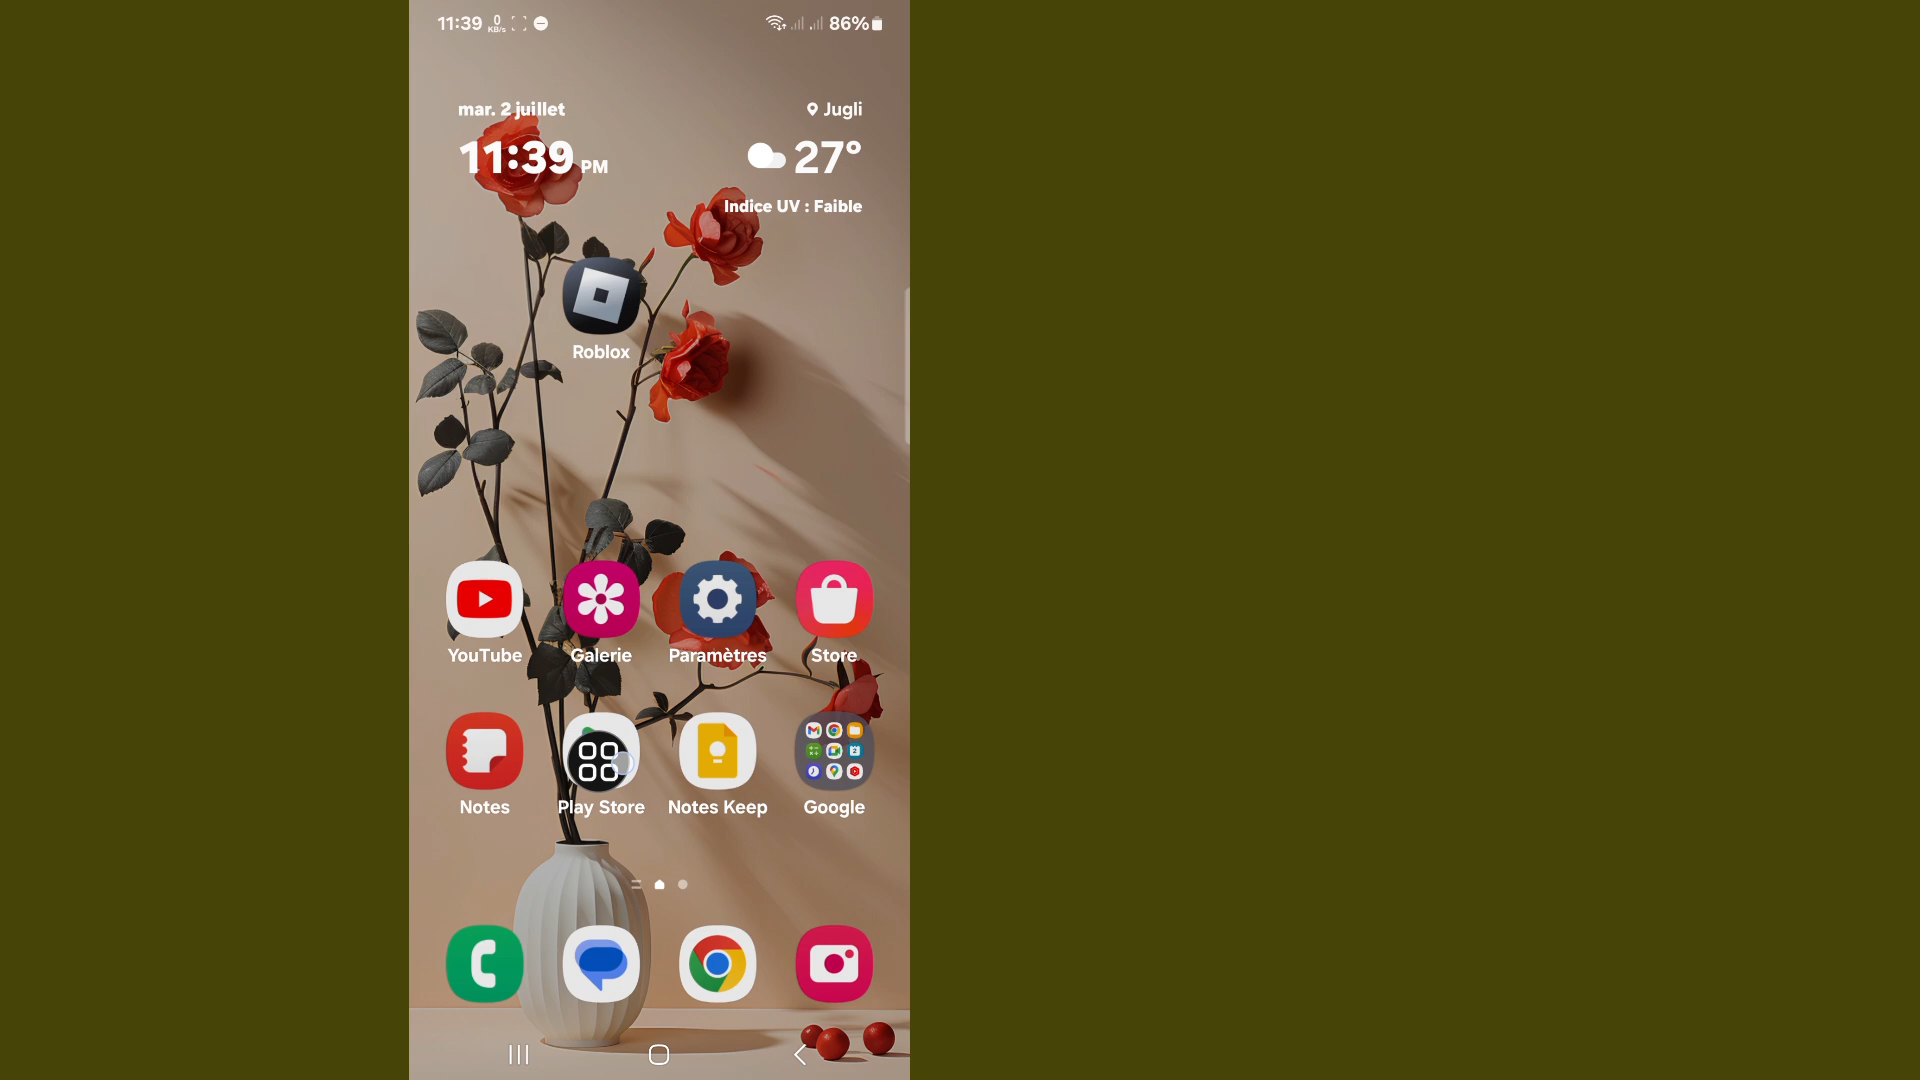 11:39 0 KB/s 86%
mar. 2 juillet Jugli
11:39 PM 27°
Indice UV : Faible
Roblox
YouTube Galerie Paramètres Store
2
Notes Play Store Notes Keep Google